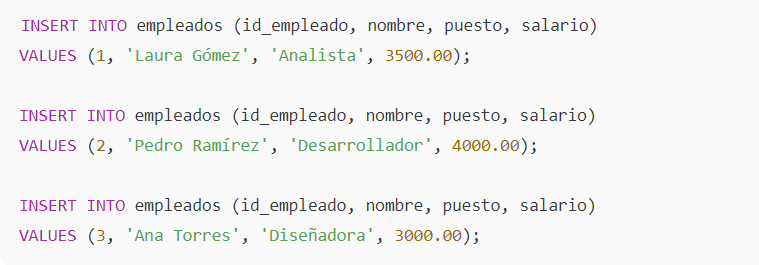 INSERT INTO empleados (id_empleado, nombre, puesto, salario)
VALUES (1, 'Laura Gómez', 'Analista', 3500.00);
INSERT INTO empleados (id_empleado, nombre, puesto, salario)
VALUES (2, 'Pedro Ramírez', 'Desarrollador', 4000.00);
INSERT INTO empleados (id_empleado, nombre, puesto, salario)
VALUES (3, 'Ana Torres', 'Diseñadora', 3000.00);